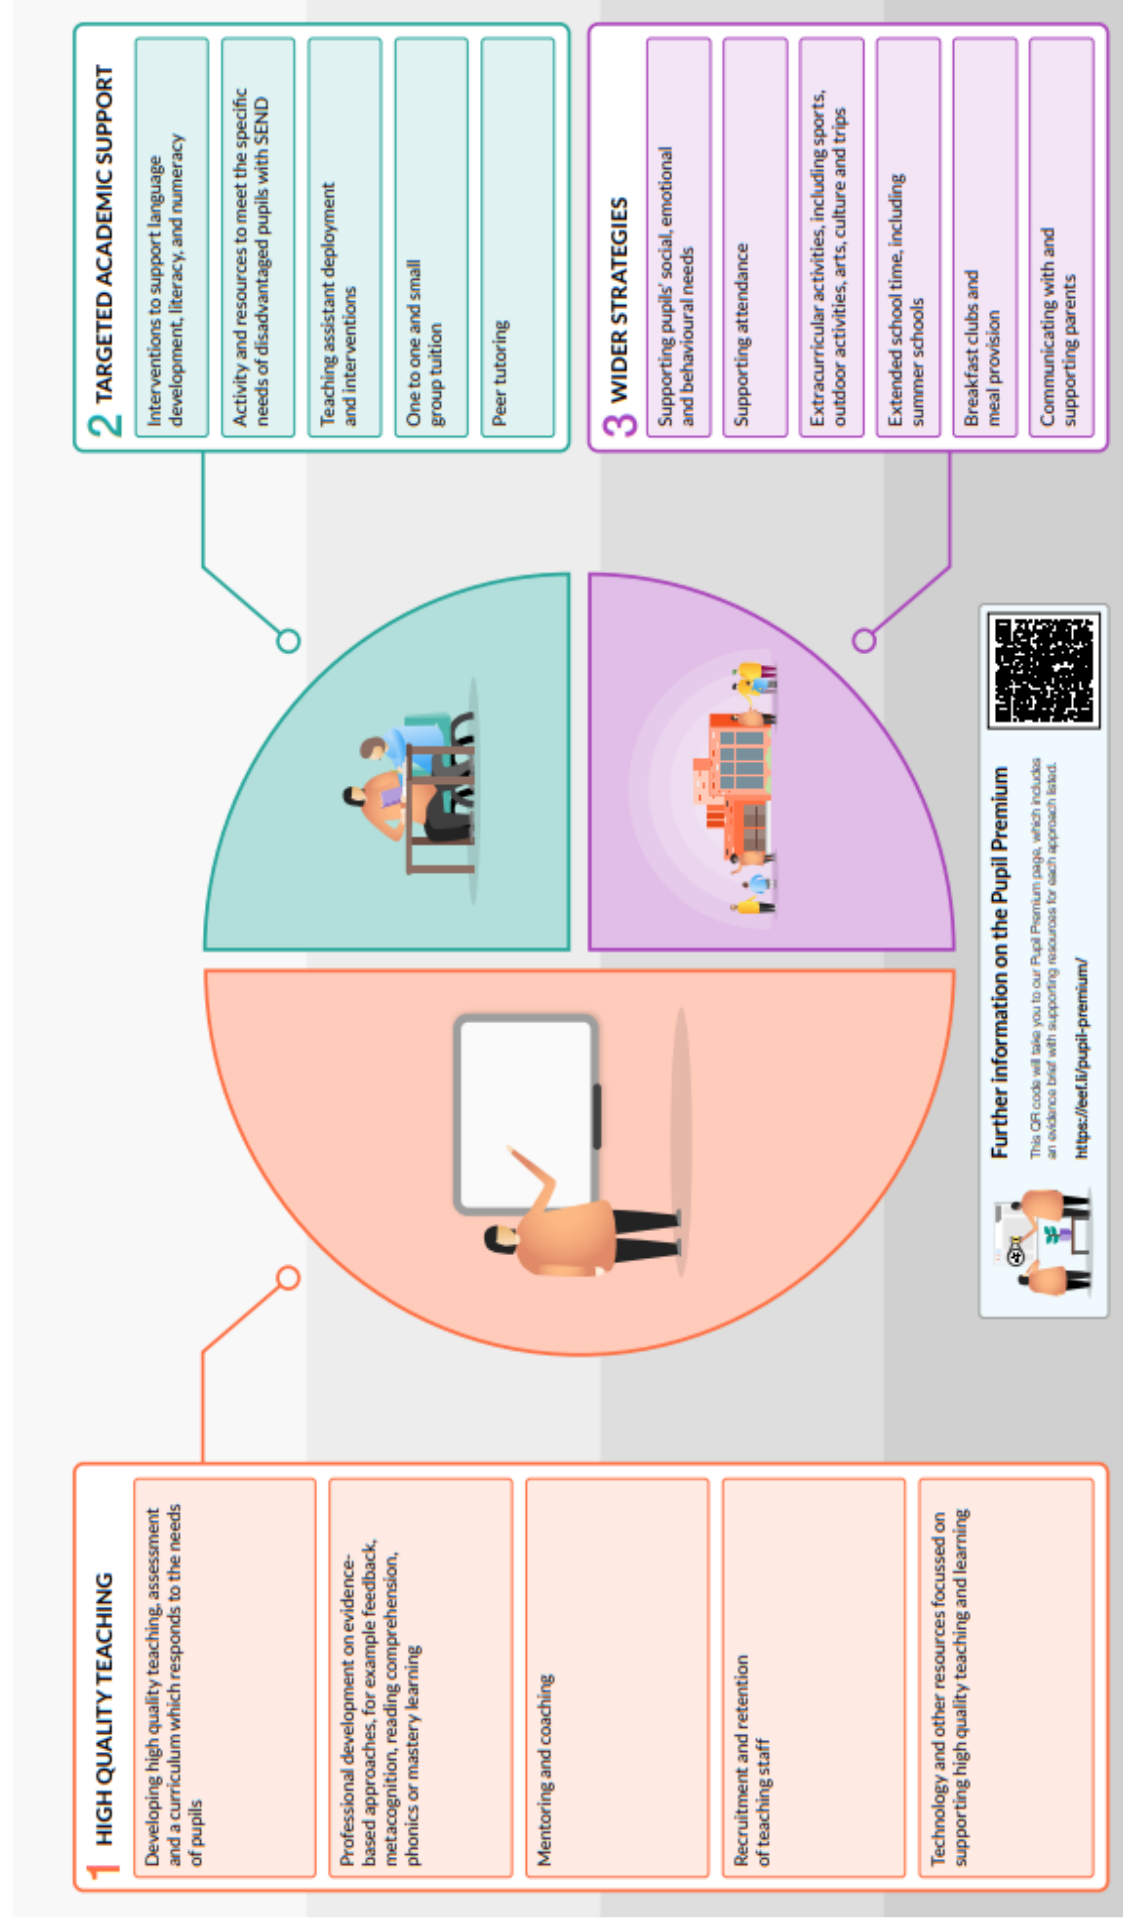 1 HIGH QUALITY TEACHING
Developing high quality teaching, assessment
and a curriculum which responds to the needs
of pupils
Professional development on evidence-
based approaches, for example feedback,
metacognition, reading comprehension,
phonics or mastery learning
Mentoring and coaching
Recruitment and retention
of teaching staff
Technology and other resources focussed on
supporting high quality teaching and learning
2 TARGETED ACADEMIC SUPPORT
Interventions to support language
development, literacy, and numeracy
Activity and resources to meet the specific
needs of disadvantaged pupils with SEND
Teaching assistant deployment
and interventions
One to one and small
group tuition
Peer tutoring
3 WIDER STRATEGIES
Supporting pupils' social, emotional
and behavioural needs
Supporting attendance
Extracurricular activities, including sports,
outdoor activities, arts, culture and trips
Extended school time, including
summer schools
Breakfast clubs and
meal provision
Communicating with and
supporting parents
Further information on the Pupil Premium
This QR code will take you to our Pupil Premium page, which includes
an evidence brief with supporting resources for each approach listed.
https://eef.li/pupil-premium/